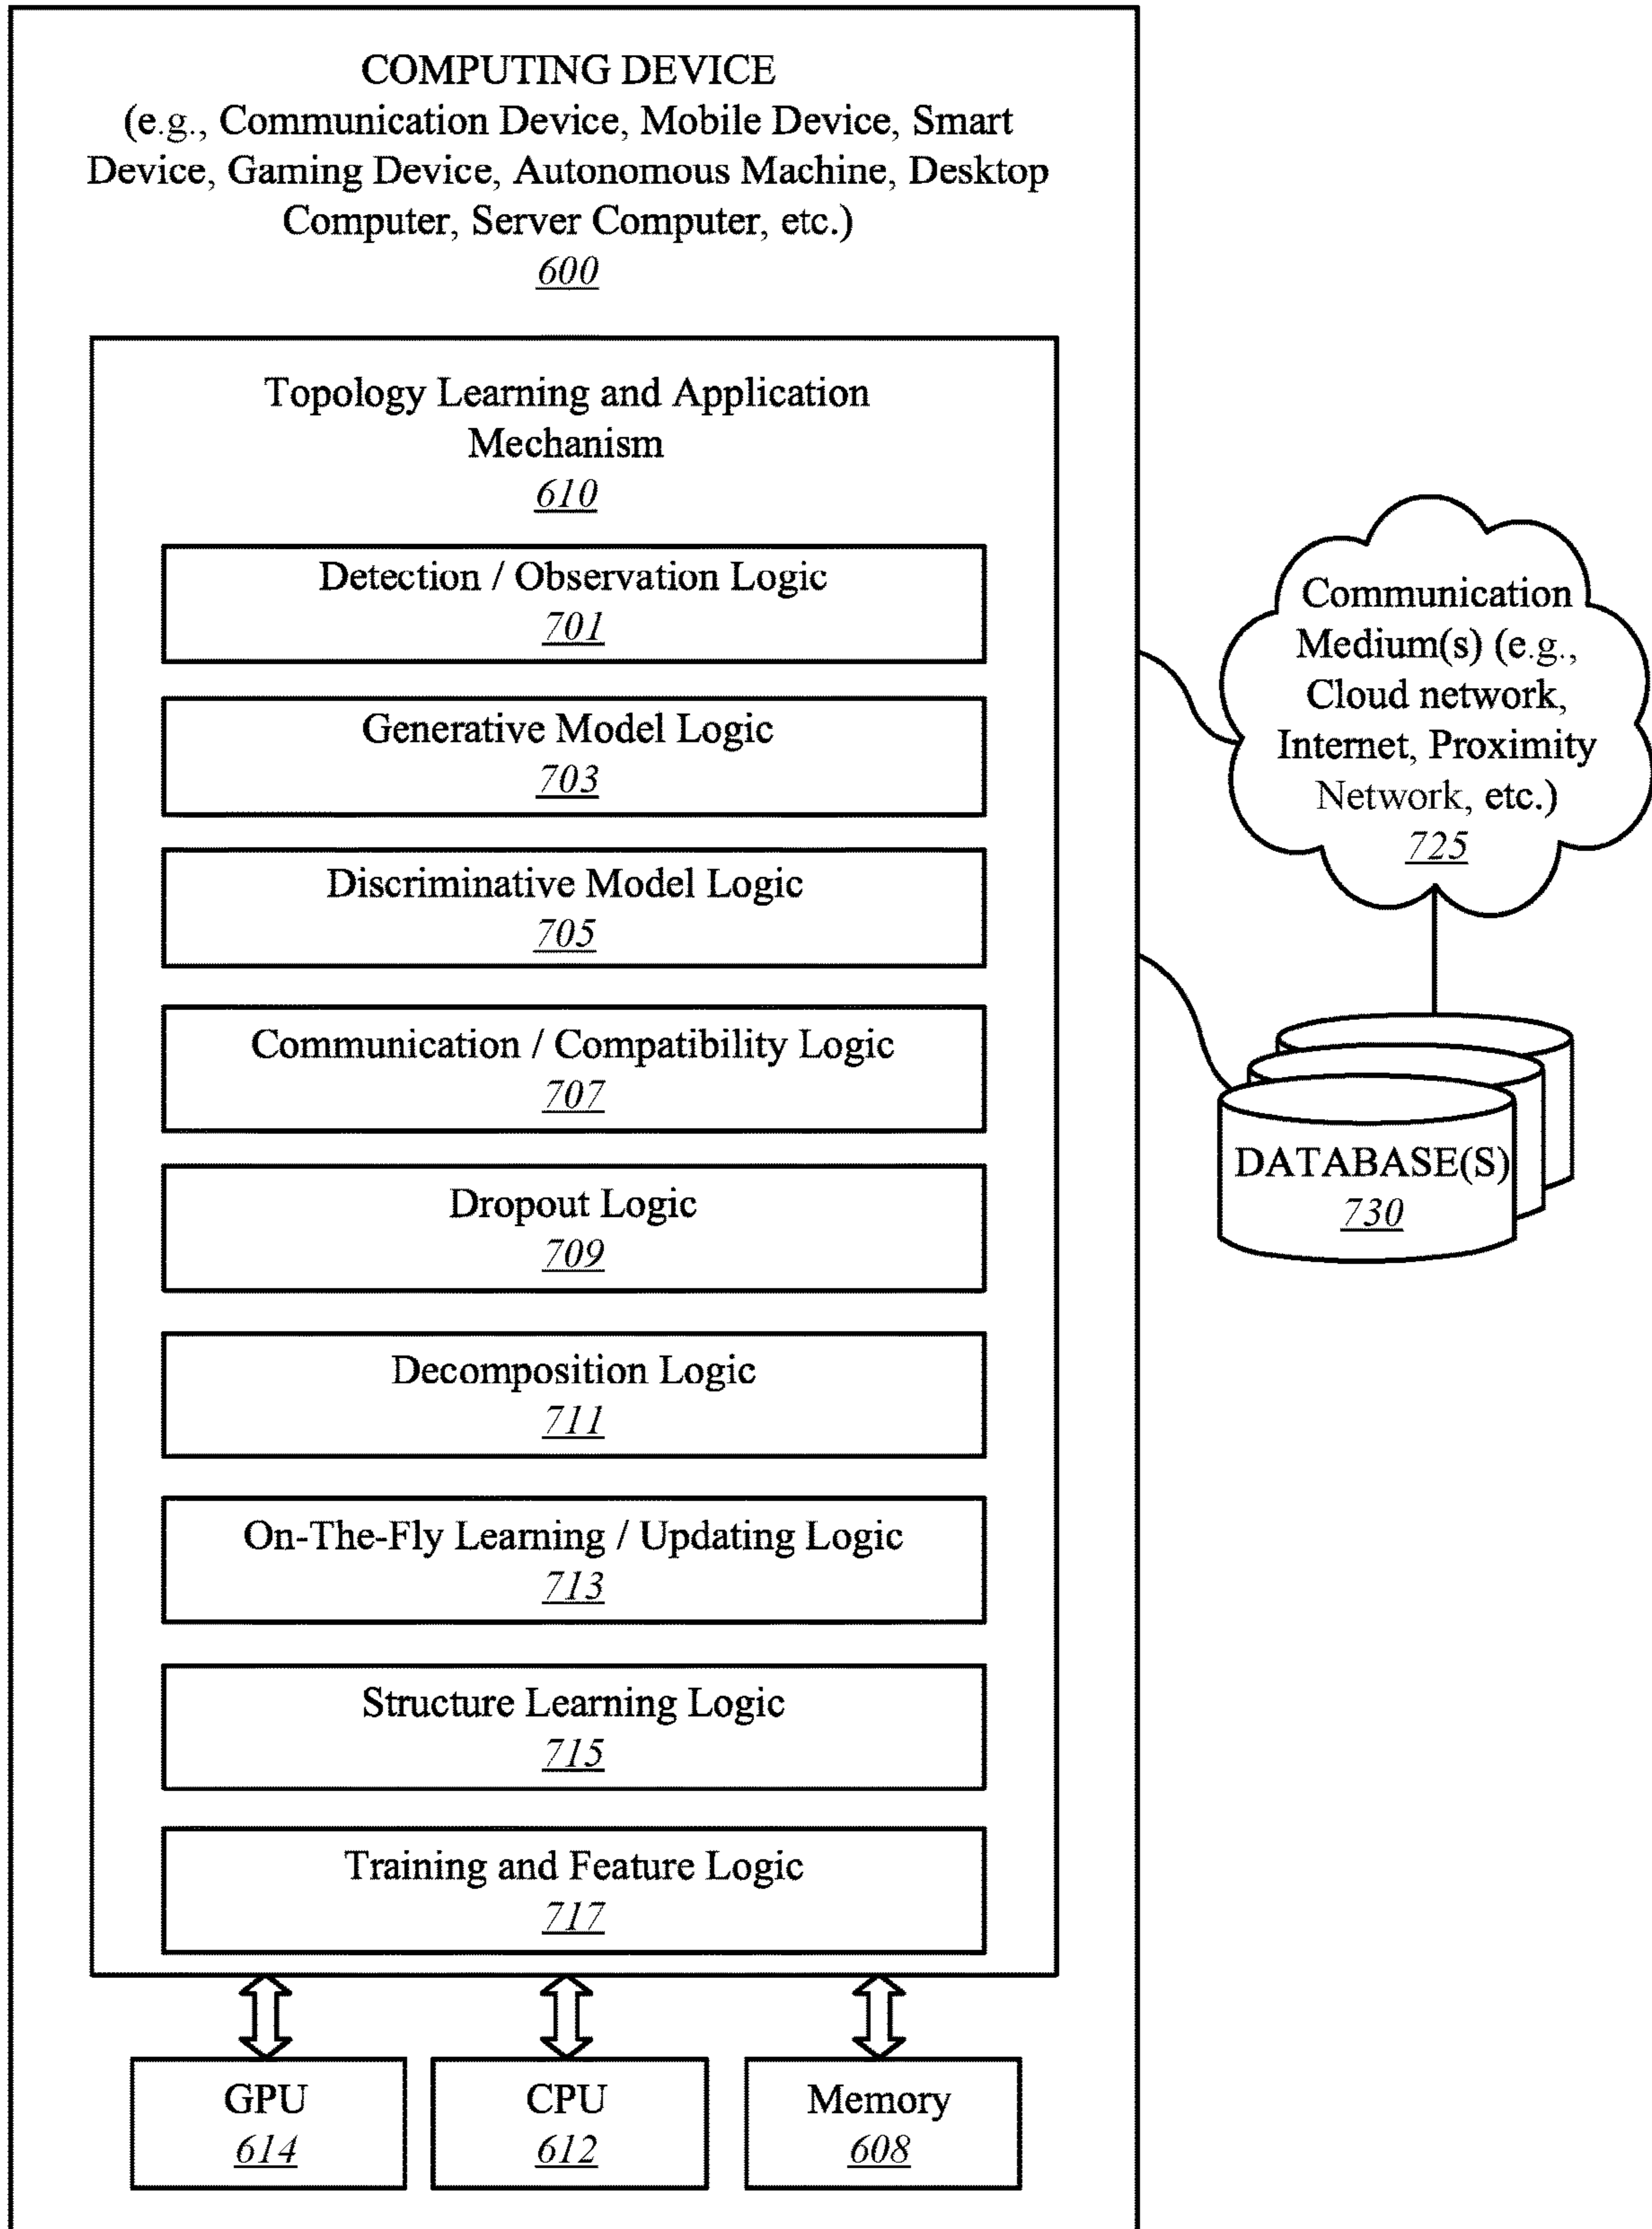 COMPUTING DEVICE
(e.g., Communication Device, Mobile Device, Smart
Device, Gaming Device, Autonomous Machine, Desktop
Computer, Server Computer, etc.)
600
Topology Learning and Application
Mechanism
610
Detection / Observation Logic
701
Generative Model Logic
703
Discriminative Model Logic
705
Communication / Compatibility Logic
707
Dropout Logic
709
Decomposition Logic
711
On-The-Fly Learning / Updating Logic
713
Structure Learning Logic
715
Training and Feature Logic
717
GPU
614
CPU
612
Memory
608
Communication
Medium(s) (e.g.,
Cloud network,
Internet, Proximity
Network, etc.)
725
DATABASE(S)
730